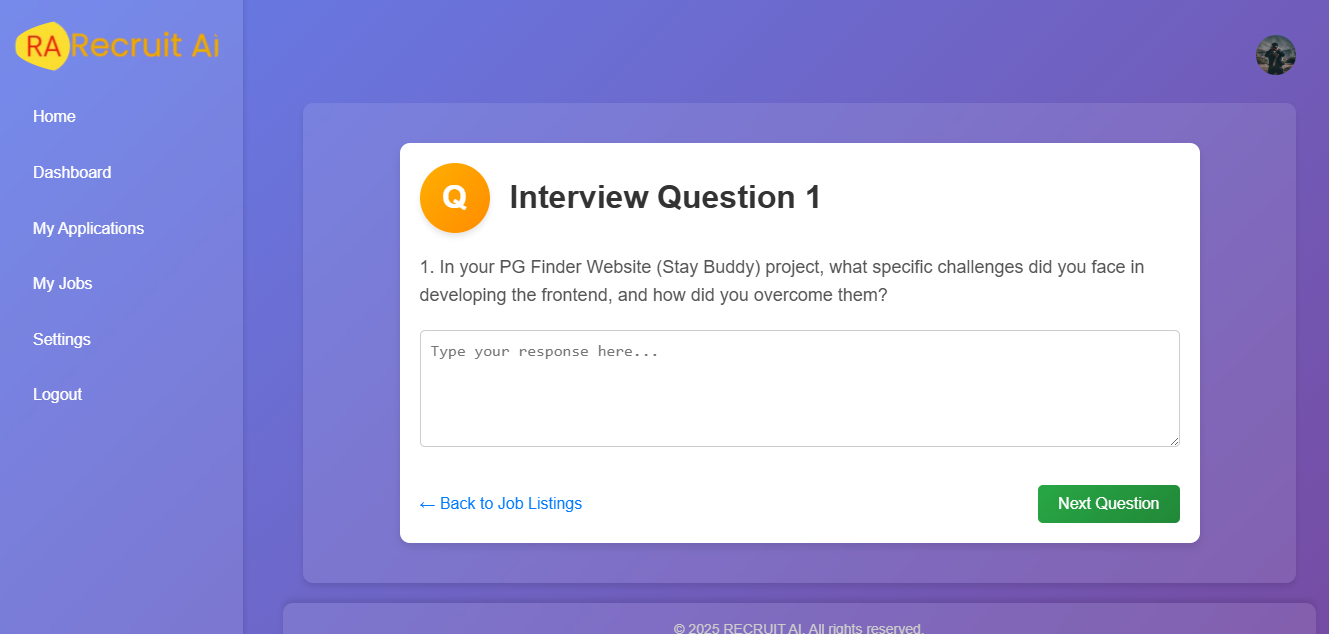 RA Recruit Ai
Home
Dashboard
My Applications
My Jobs
Settings
Logout
Q
Interview Question 1
1. In your PG Finder Website (Stay Buddy) project, what specific challenges did you face in
developing the frontend, and how did you overcome them?
Type your response here...
← Back to Job Listings
Next Question
© 2025 RECRUIT AI. All rights reserved.